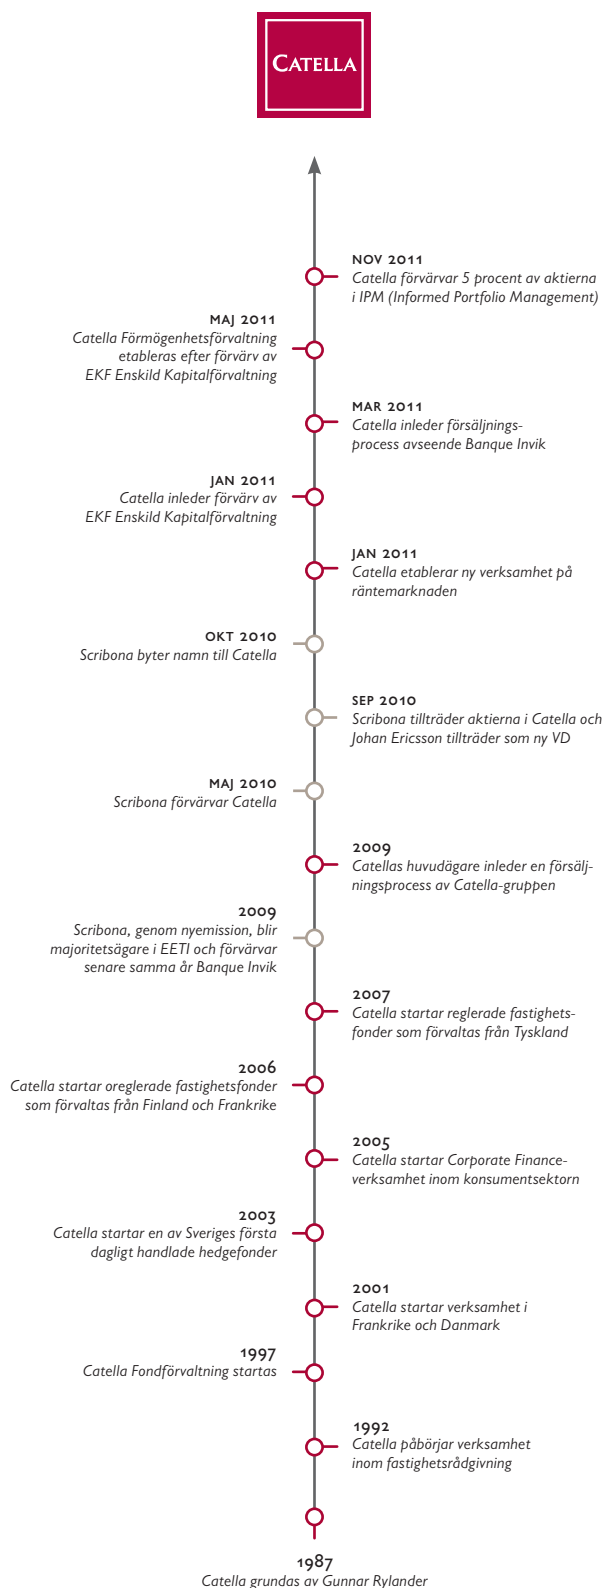 CATELLA
NOV 2011
Catella förvärvar 5 procent av aktierna
i IPM (Informed Portfolio Management)
MAJ 2011
Catella Förmögenhetsförvaltning
etableras efter förvärv av
EKF Enskild Kapitalförvaltning
MAR 2011
Catella inleder försäljnings-
process avseende Banque Invik
JAN 2011
Catella inleder förvärv av
EKF Enskild Kapitalförvaltning
JAN 2011
Catella etablerar ny verksamhet på
räntemarknaden
OKT 2010
Scribona byter namn till Catella
SEP 2010
Scribona tillträder aktierna i Catella och
Johan Ericsson tillträder som ny VD
MAJ 2010
Scribona förvärvar Catella
2009
Catellas huvudägare inleder en försälj-
ningsprocess av Catella-gruppen
2009
Scribona, genom nyemission, blir
majoritetsägare i EETI och förvärvar
senare samma år Banque Invik
2007
Catella startar reglerade fastighets-
fonder som förvaltas från Tyskland
2006
Catella startar oreglerade fastighetsfonder
som förvaltas från Finland och Frankrike
2005
Catella startar Corporate Finance-
verksamhet inom konsumentsektorn
2003
Catella startar en av Sveriges första
dagligt handlade hedgefonder
2001
Catella startar verksamhet i
Frankrike och Danmark
1997
Catella Fondförvaltning startas
1992
Catella påbörjar verksamhet
inom fastighetsrådgivning
1987
Catella grundas av Gunnar Rylander